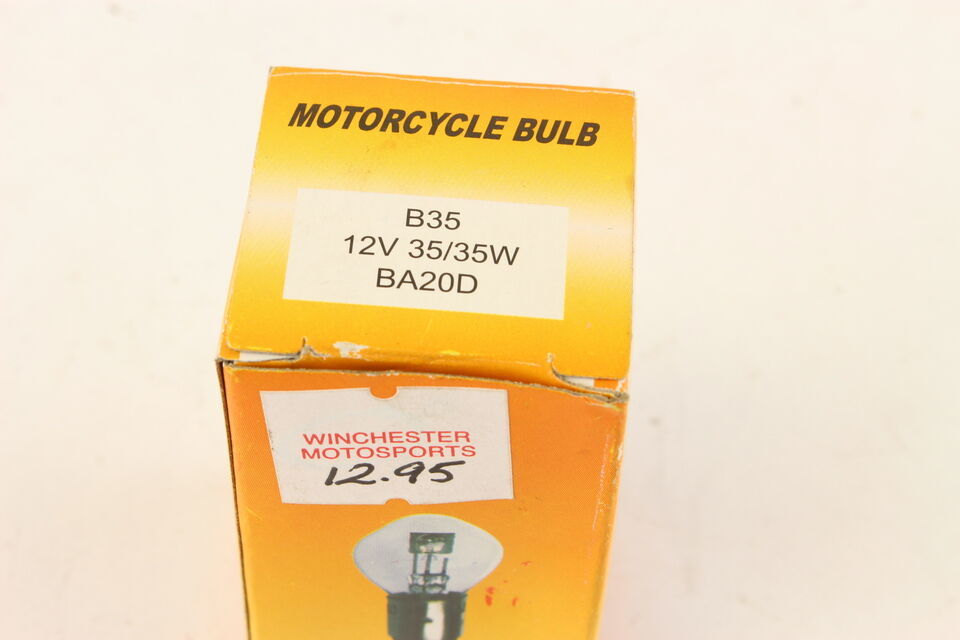 MOTORCYCLE BULB
B35
12V 35/35W
BA20D
WINCHESTER
MOTOSPORTS
12.95